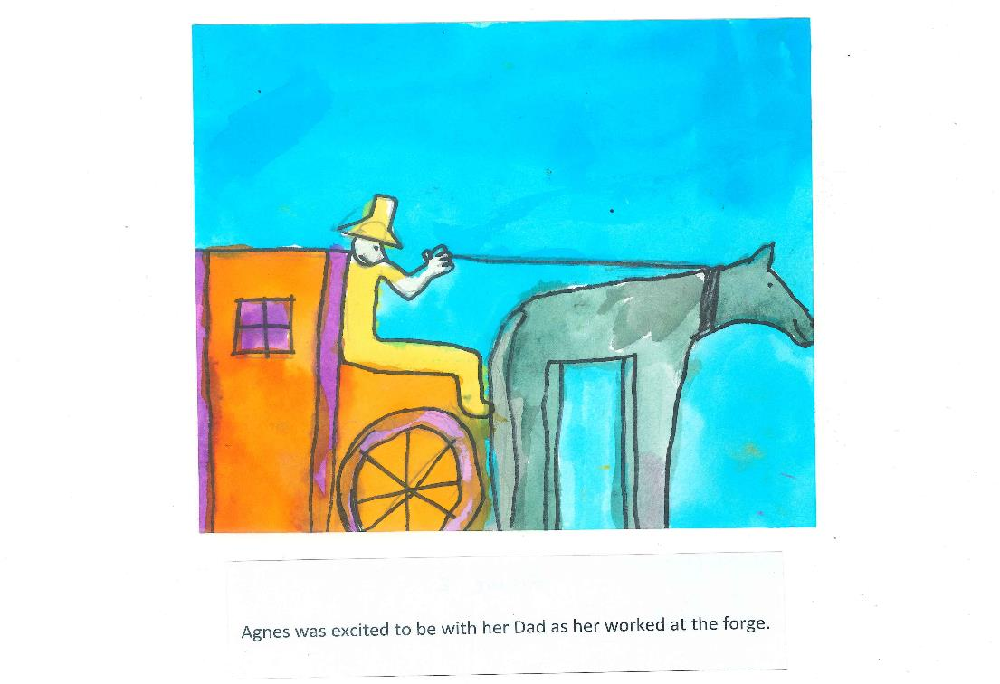 Agnes was excited to be with her Dad as her worked at the forge.